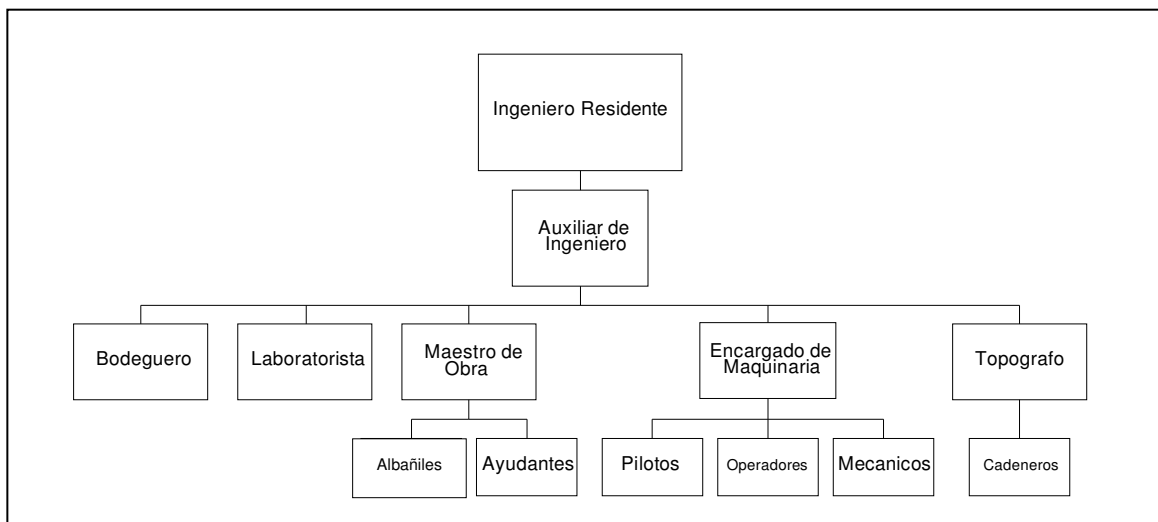 Ingeniero Residente
Auxiliar de
Ingeniero
Bodeguero
Laboratorista
Maestro de
Obra
Encargado de
Maquinaria
Topografo
Albañiles
Ayudantes
Pilotos
Operadores
Mecanicos
Cadeneros